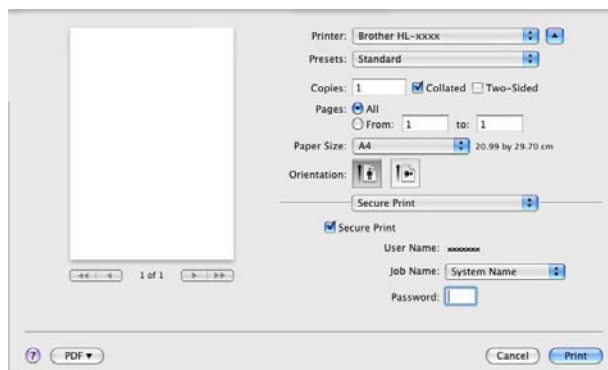 Printer: Brother HL-xxxx
Presets: Standard
Copies: 1 Collated Two-Sided
Pages: All
From: 1 to: 1
Paper Size: A4 20.99 by 29.70 cm
Orientation:
Secure Print
Secure Print
User Name: xxxxxxxx
Job Name: System Name
Password:
1 of 1
? PDF Cancel Print